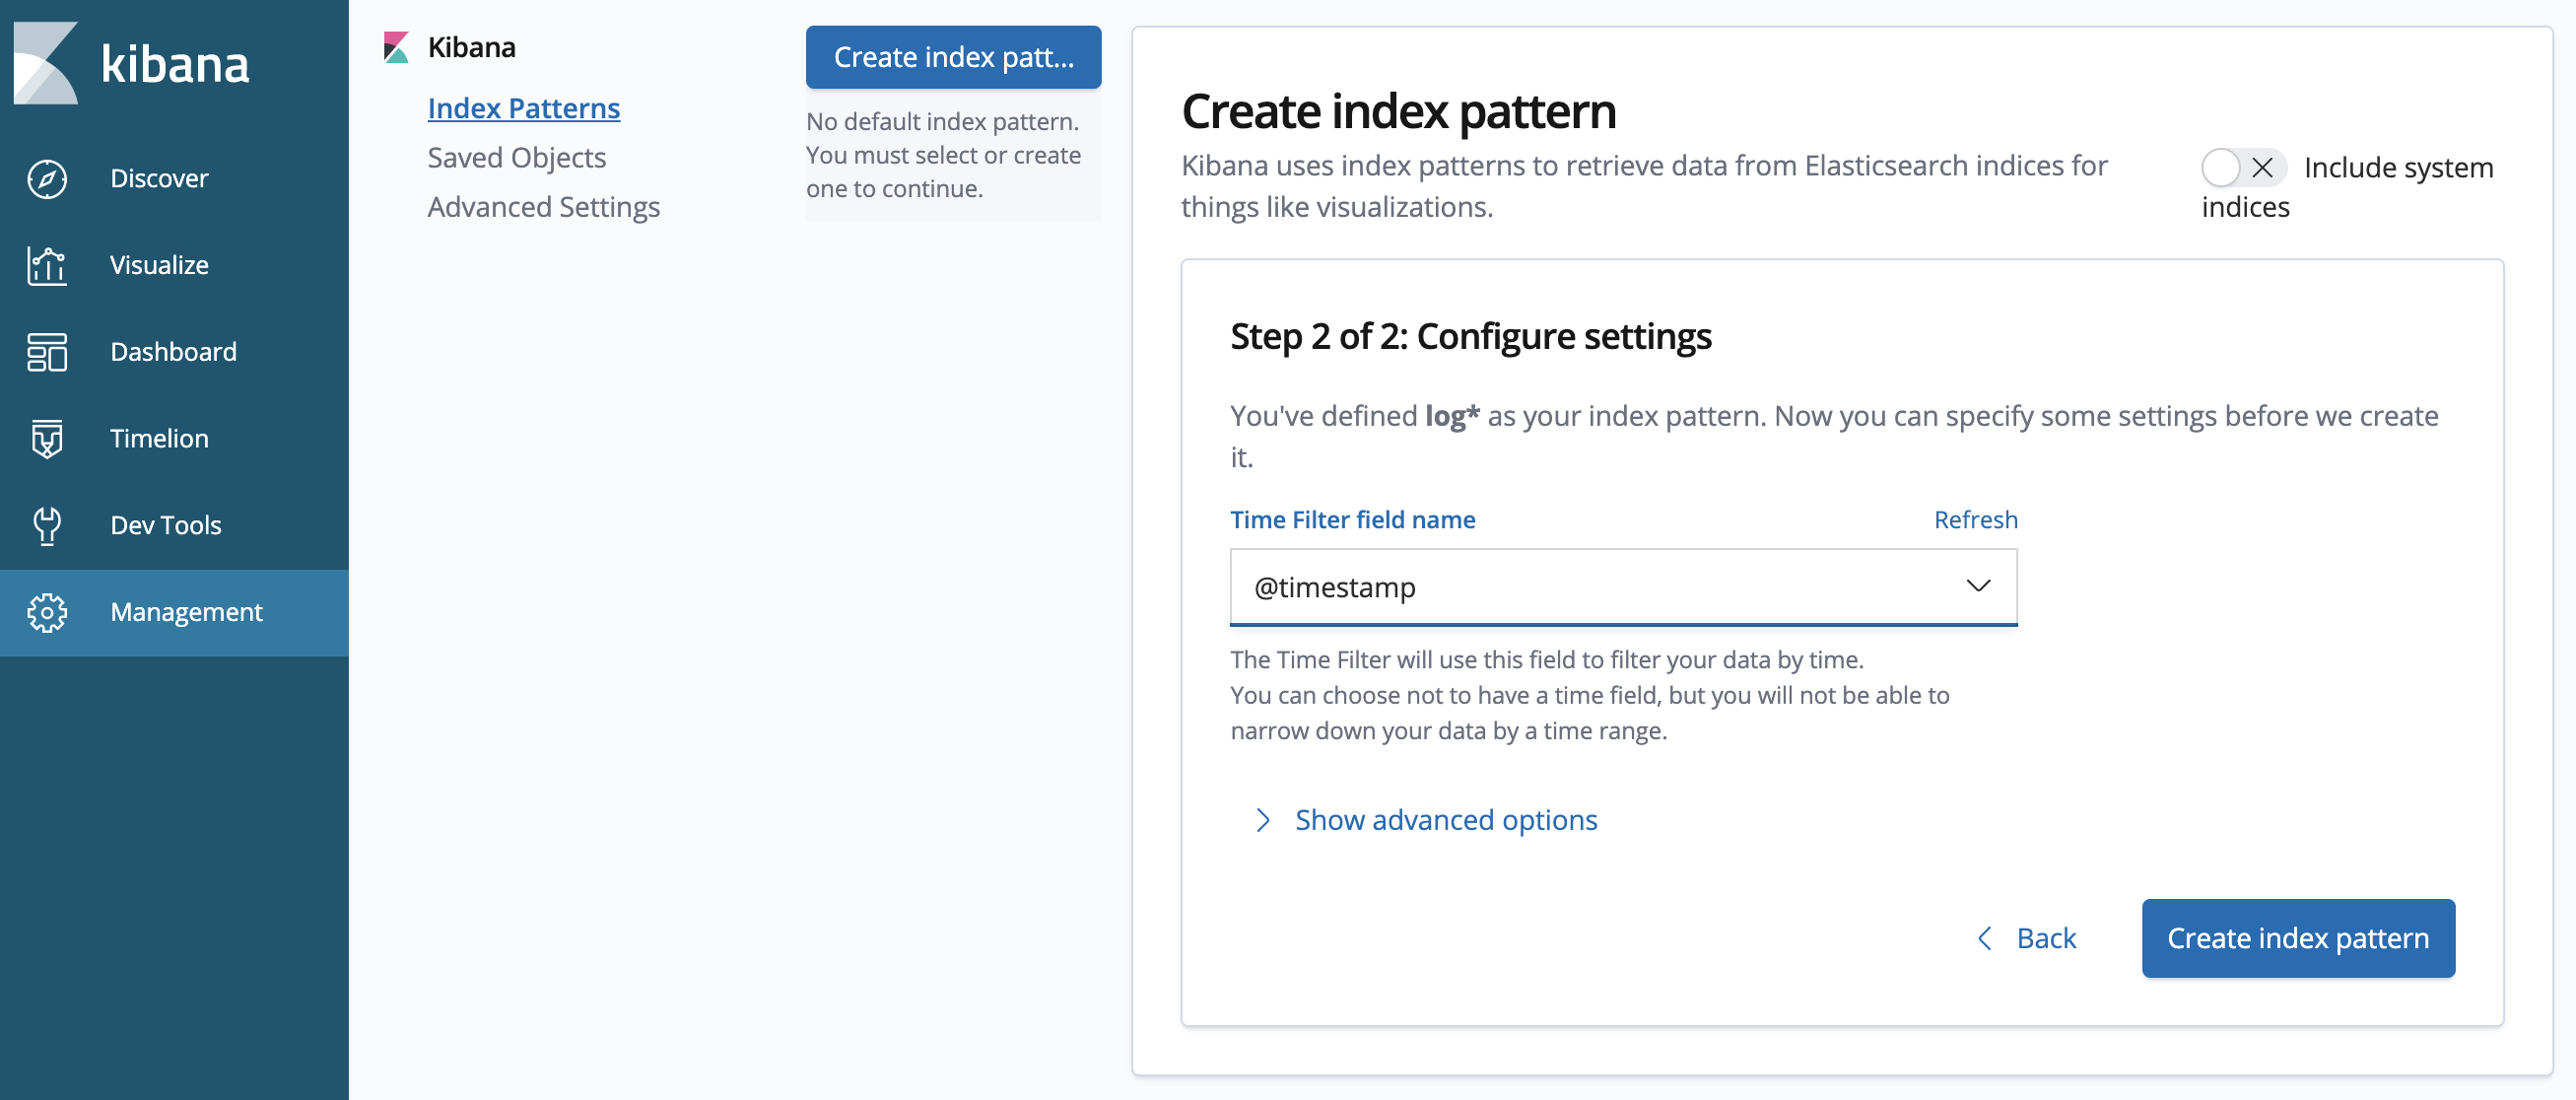 kibana
Discover
Visualize
Dashboard
Timelion
Dev Tools
Management
Kibana
Index Patterns
Saved Objects
Advanced Settings
Create index patt...
No default index pattern.
You must select or create
one to continue.
Create index pattern
Kibana uses index patterns to retrieve data from Elasticsearch indices for
things like visualizations.
Include system
indices
Step 2 of 2: Configure settings
You've defined log* as your index pattern. Now you can specify some settings before we create
it.
Time Filter field name
Refresh
@timestamp
The Time Filter will use this field to filter your data by time.
You can choose not to have a time field, but you will not be able to
narrow down your data by a time range.
Show advanced options
Back
Create index pattern